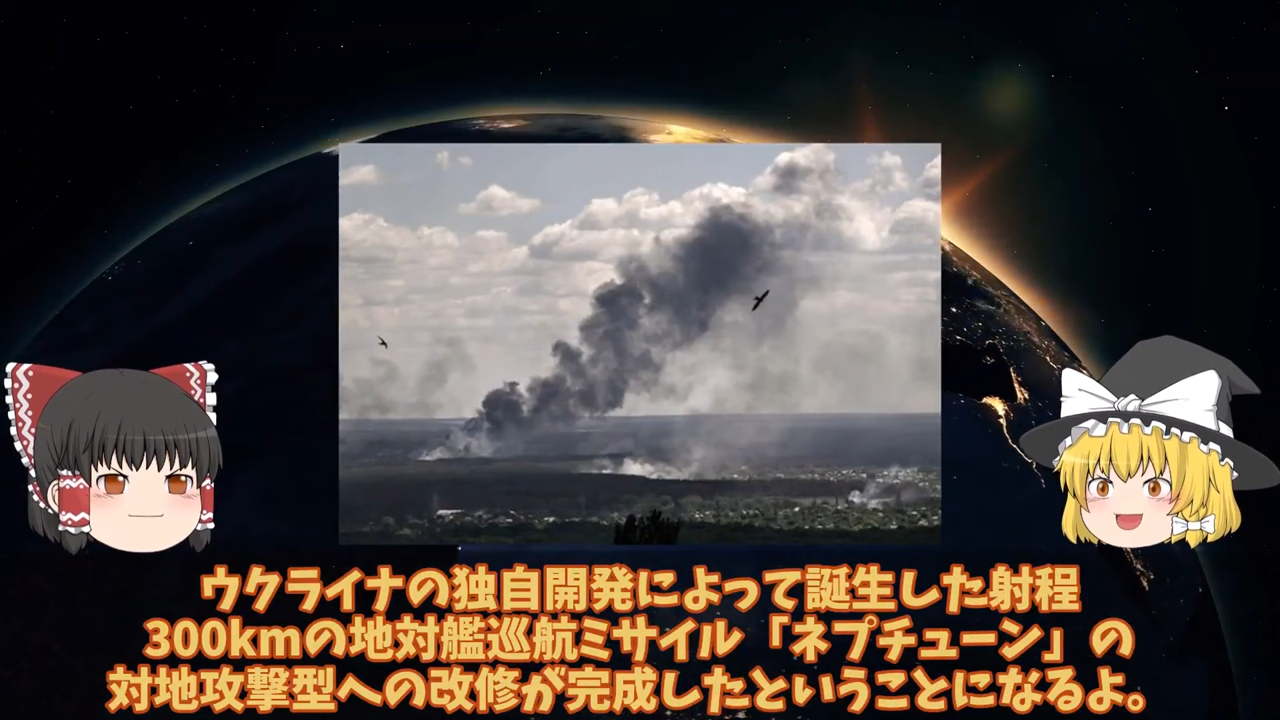 ウクライナの独自開発によって誕生した射程
300kmの地対艦巡航ミサイル「ネプチューン」の
対地攻撃型への改修が完成したということになるよ。